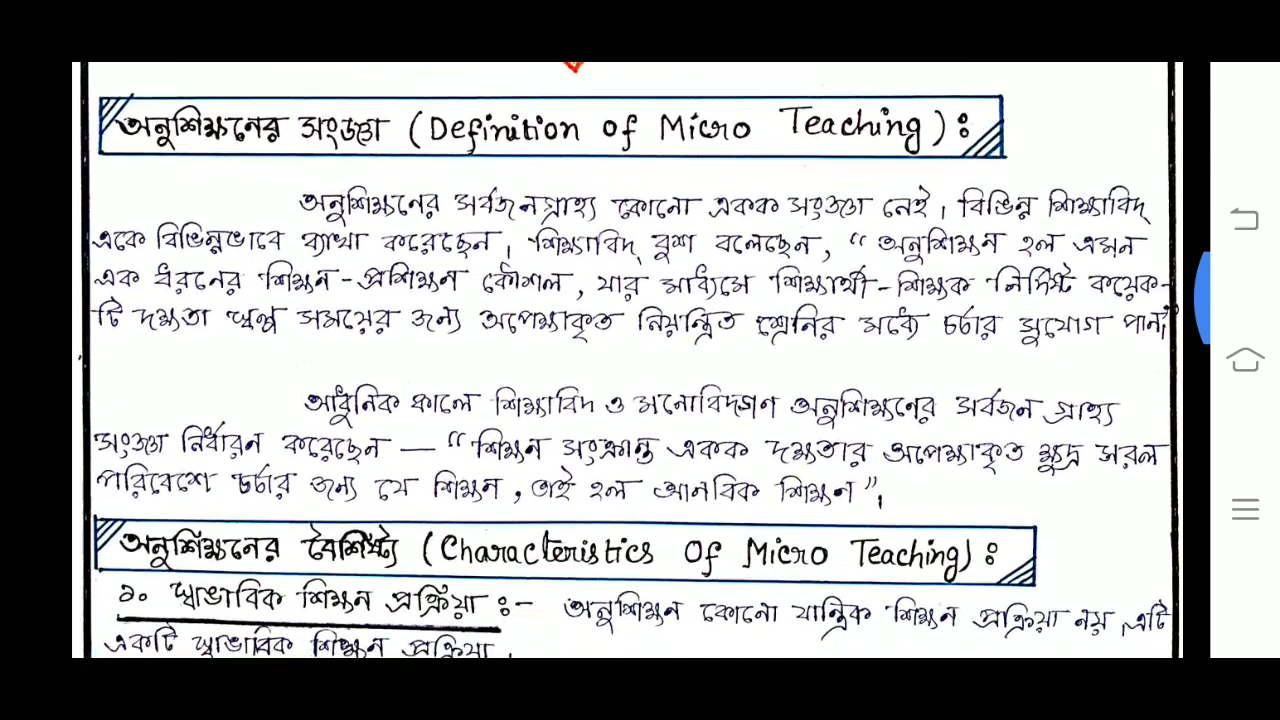 অনুশিক্ষনের সংজ্ঞা (Definition of Micro Teaching) :
অনুশিক্ষনের সর্বজনগ্রাহ্য কোনো একক সংজ্ঞা নেই। বিভিন্ন শিক্ষাবিদ্
একে বিভিন্নভাবে ব্যাখা করেছেন। শিক্ষাবিদ্ বুশ বলেছেন, “অনুশিক্ষন হল এমন
এক ধরনের শিক্ষন-প্রশিক্ষন কৌশল, যার মাধ্যমে শিক্ষার্থী-শিক্ষক নির্দিষ্ট কয়েক-
টি দক্ষতা স্বল্প সময়ের জন্য অপেক্ষাকৃত নিয়ন্ত্রিত শ্রেনির মধ্যে চর্চার সুযোগ পান।”
আধুনিক কালে শিক্ষাবিদ ও মনোবিদগণ অনুশিক্ষনের সর্বজন গ্রাহ্য
সংজ্ঞা নির্ধারন করেছেন — “শিক্ষন সংক্রান্ত একক দক্ষতার অপেক্ষাকৃত ক্ষুদ্র সরল
পরিবেশে চর্চার জন্য যে শিক্ষন, তাই হল আনবিক শিক্ষন”।
অনুশিক্ষনের বৈশিষ্ট্য (Characteristics Of Micro Teaching) :
১. স্বাভাবিক শিক্ষন প্রক্রিয়া :- অনুশিক্ষন কোনো যান্ত্রিক শিক্ষন প্রক্রিয়া নয়। এটি
একটি স্বাভাবিক শিক্ষন প্রক্রিয়া।